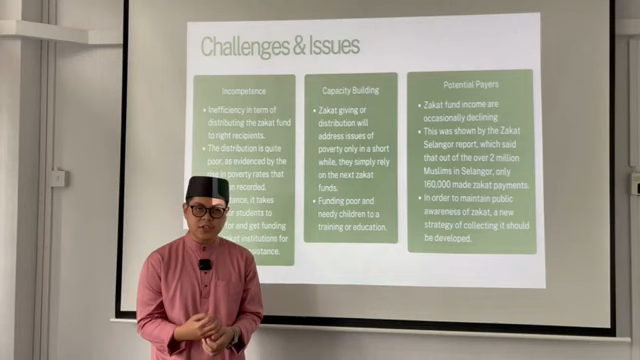 Challenges & Issues
Incompetence
• Inefficiency in term of
distributing the zakat fund
to right recipients.
• The distribution is quite
poor, as evidenced by the
rise in poverty rates that
n recorded.
tance, it takes
r students to
for and get funding
kat institutions for
sistance.
Capacity Building
• Zakat giving or
distribution will
address issues of
poverty only in a short
while, they simply rely
on the next zakat
funds.
• Funding poor and
needy children to a
training or education.
Potential Payers
• Zakat fund income are
occasionally declining
• This was shown by the Zakat
Selangor report, which said
that out of the over 2 million
Muslims in Selangor, only
160.000 made zakat payments.
• In order to maintain public
awareness of zakat, a new
strategy of collecting it should
be developed.